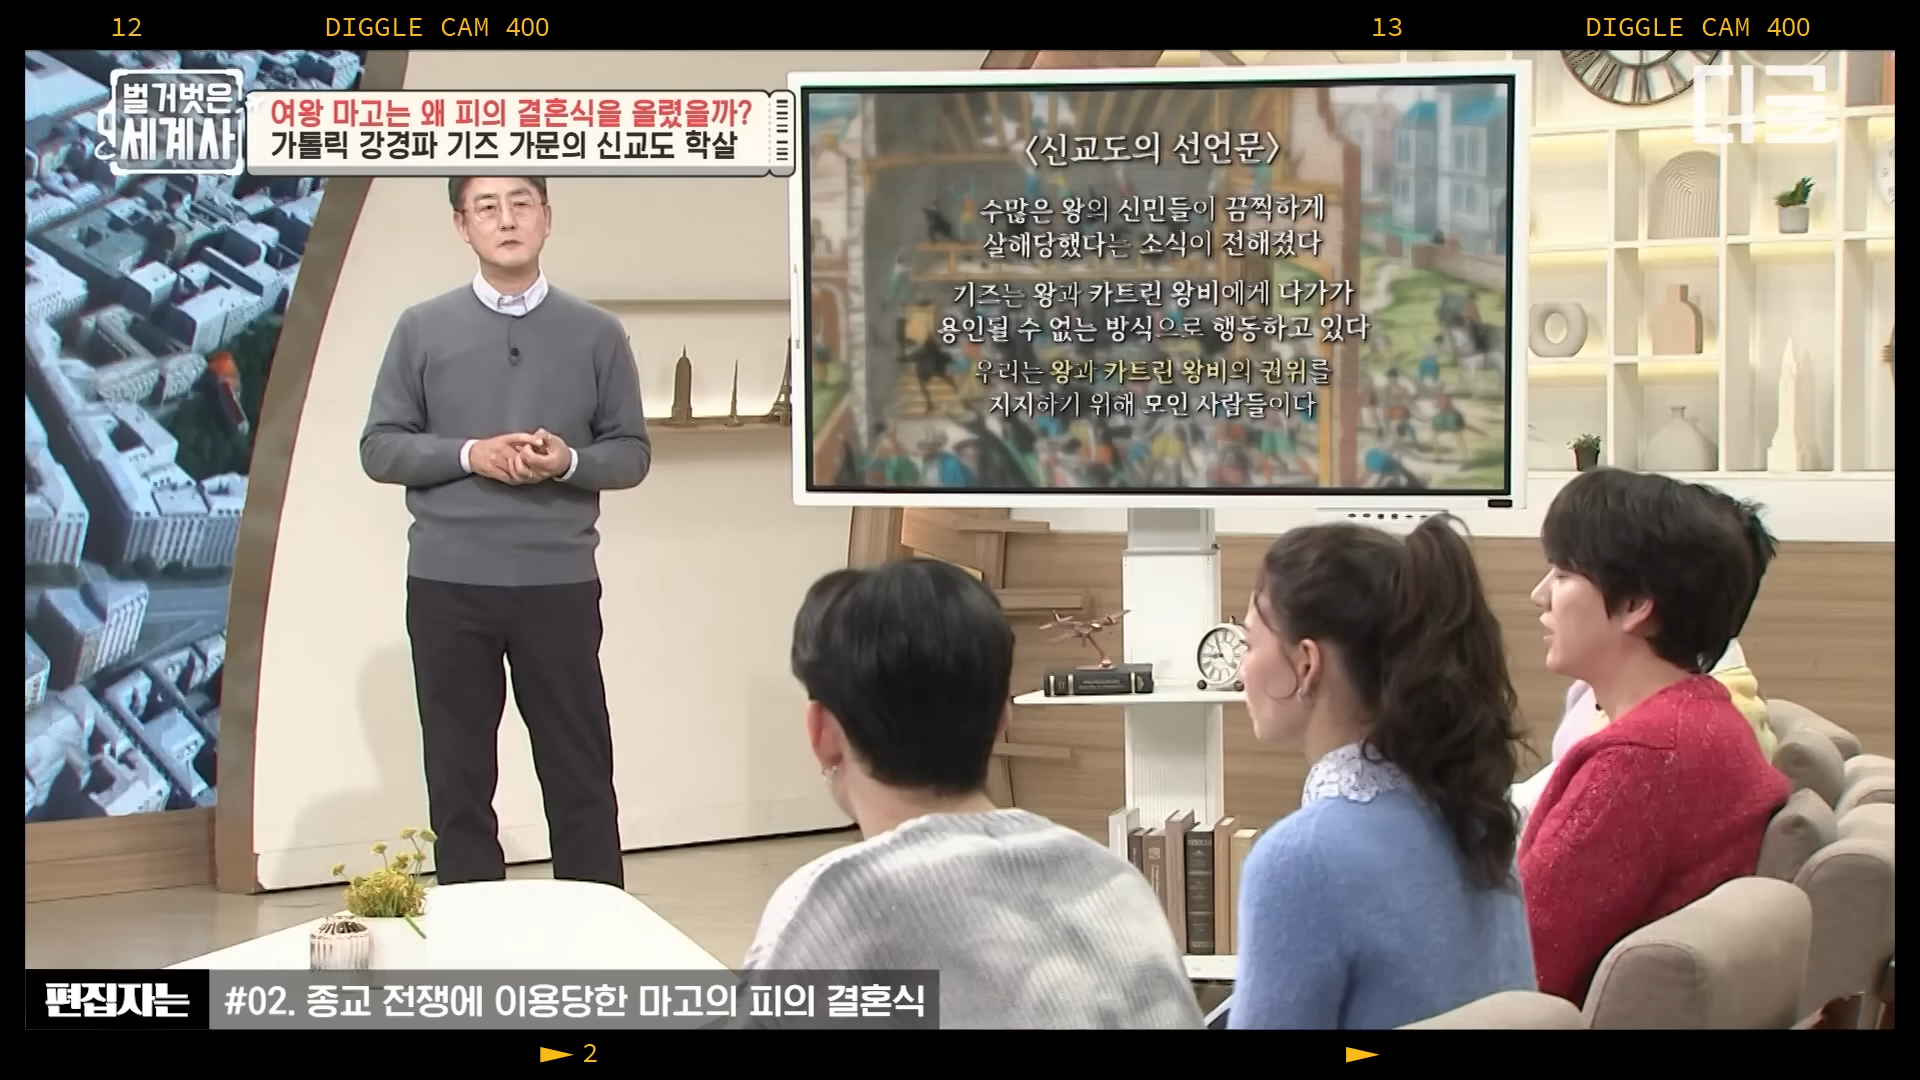 12
DIGGLE CAM 400
13
DIGGLE CAM 400
벌거벗은
세계사
여왕 마고는 왜 피의 결혼식을 올렸을까?
가톨릭 강경파 기즈 가문의 신교도 학살
디글
〈신교도의 선언문〉
수많은 왕의 신민들이 끔찍하게
살해당했다는 소식이 전해졌다
기즈는 왕과 카트린 왕비에게 다가가
용인될 수 없는 방식으로 행동하고 있다
우리는 왕과 카트린 왕비의 권위를
지지하기 위해 모인 사람들이다
편집자는
#02. 종교 전쟁에 이용당한 마고의 피의 결혼식
2